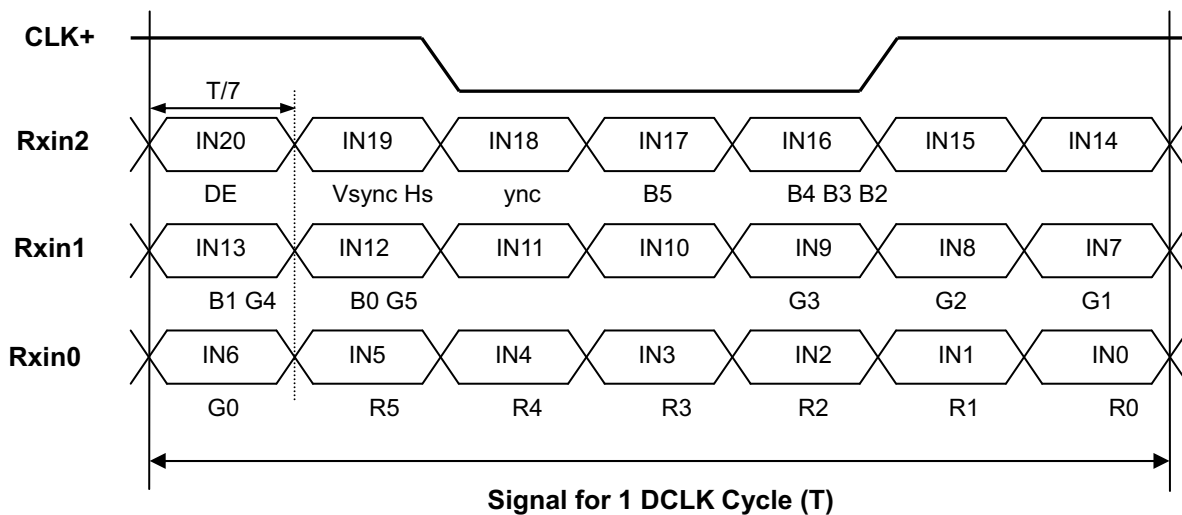 CLK+
T/7
Rxin2 IN20 IN19 IN18 IN17 IN16 IN15 IN14
DE Vsync Hs ync B5 B4 B3 B2
Rxin1 IN13 IN12 IN11 IN10 IN9 IN8 IN7
B1 G4 B0 G5 G3 G2 G1
Rxin0 IN6 IN5 IN4 IN3 IN2 IN1 IN0
G0 R5 R4 R3 R2 R1 R0
Signal for 1 DCLK Cycle (T)